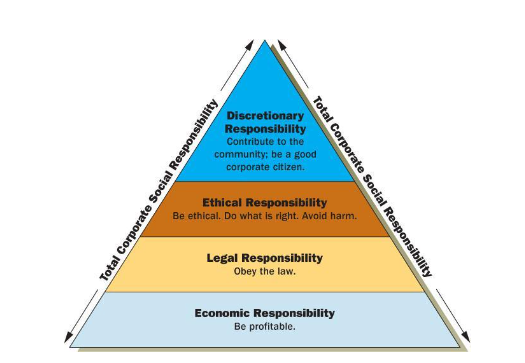 Total Corporate Social Responsibility
Total Corporate Social Responsibility
Discretionary
Responsibility
Contribute to the
community; be a good
corporate citizen.
Ethical Responsibility
Be ethical. Do what is right. Avoid harm.
Legal Responsibility
Obey the law.
Economic Responsibility
Be profitable.